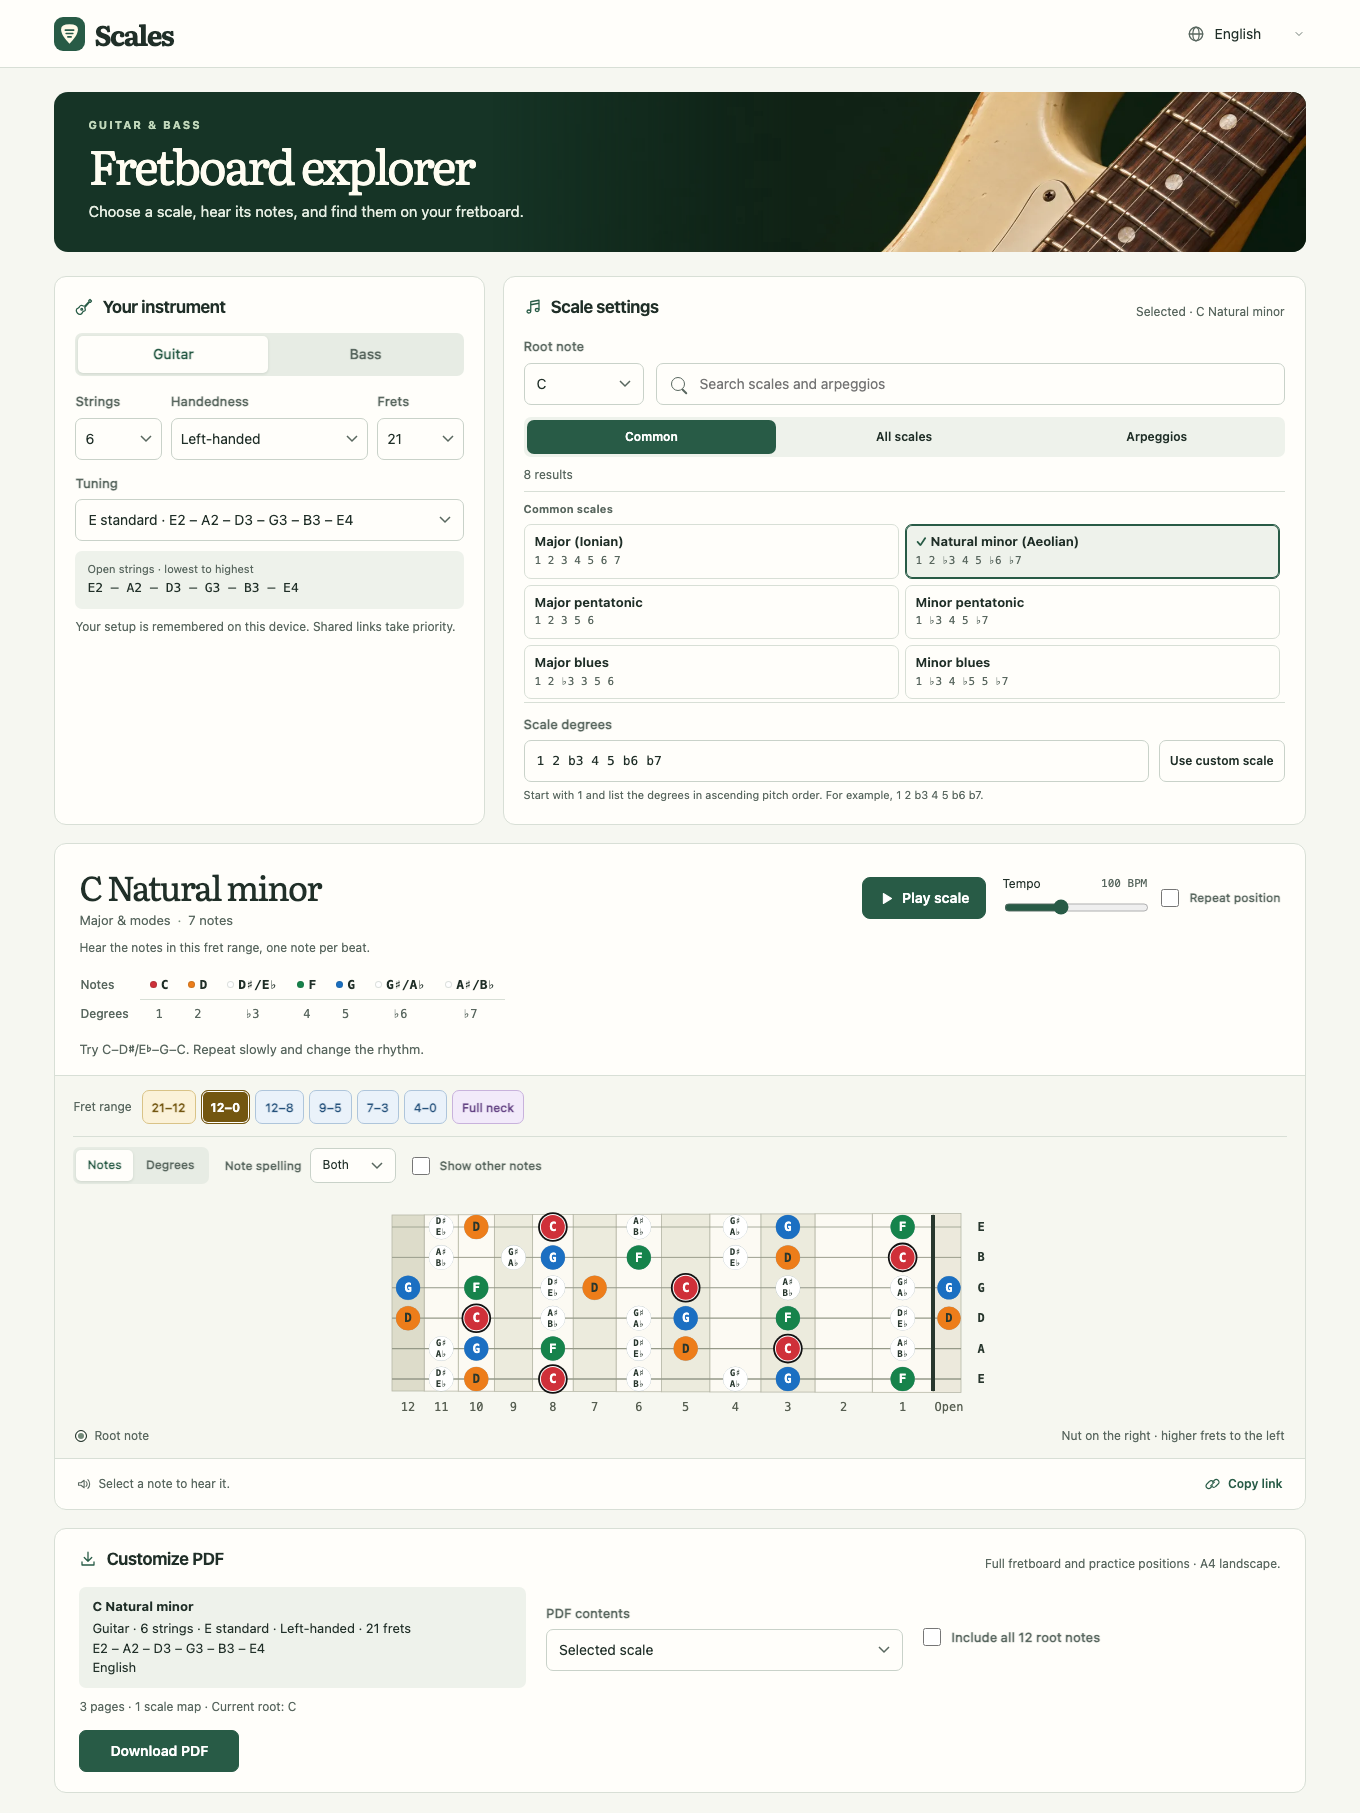 Scales
English
GUITAR & BASS
Fretboard explorer
Choose a scale, hear its notes, and find them on your fretboard.
Your instrument
Guitar Bass
Strings Handedness Frets
6 Left-handed 21
Tuning
E standard · E2 – A2 – D3 – G3 – B3 – E4
Open strings · lowest to highest
E2 – A2 – D3 – G3 – B3 – E4
Your setup is remembered on this device. Shared links take priority.
Scale settings
Selected · C Natural minor
Root note
C Search scales and arpeggios
Common All scales Arpeggios
8 results
Common scales
Major (Ionian)
1 2 3 4 5 6 7
✓ Natural minor (Aeolian)
1 2 ♭3 4 5 ♭6 ♭7
Major pentatonic
1 2 3 5 6
Minor pentatonic
1 ♭3 4 5 ♭7
Major blues
1 2 ♭3 3 5 6
Minor blues
1 ♭3 4 ♭5 5 ♭7
Scale degrees
1 2 b3 4 5 b6 b7
Use custom scale
Start with 1 and list the degrees in ascending pitch order. For example, 1 2 b3 4 5 b6 b7.
C Natural minor
Major & modes · 7 notes
Hear the notes in this fret range, one note per beat.
Play scale
Tempo 100 BPM
Repeat position
Notes C D D♯/E♭ F G G♯/A♭ A♯/B♭
Degrees 1 2 ♭3 4 5 ♭6 ♭7
Try C–D♯/E♭–G–C. Repeat slowly and change the rhythm.
Fret range 21–12 12–0 12–8 9–5 7–3 4–0 Full neck
Notes Degrees Note spelling Both Show other notes
D♯ E♭ D C A♯ B♭ G♯ A♭ G F E
A♯ B♭ G♯ A♭ G F D♯ E♭ D C B
G F D♯ E♭ D C A♯ B♭ G♯ A♭ G G
D C A♯ B♭ G♯ A♭ G F D♯ E♭ D D
G♯ A♭ G F D♯ E♭ D C A♯ B♭ A
D♯ E♭ D C A♯ B♭ G♯ A♭ G F E
12 11 10 9 8 7 6 5 4 3 2 1 Open
Root note
Nut on the right · higher frets to the left
Select a note to hear it.
Copy link
Customize PDF
Full fretboard and practice positions · A4 landscape.
C Natural minor
Guitar · 6 strings · E standard · Left-handed · 21 frets
E2 – A2 – D3 – G3 – B3 – E4
English
PDF contents
Selected scale
Include all 12 root notes
3 pages · 1 scale map · Current root: C
Download PDF